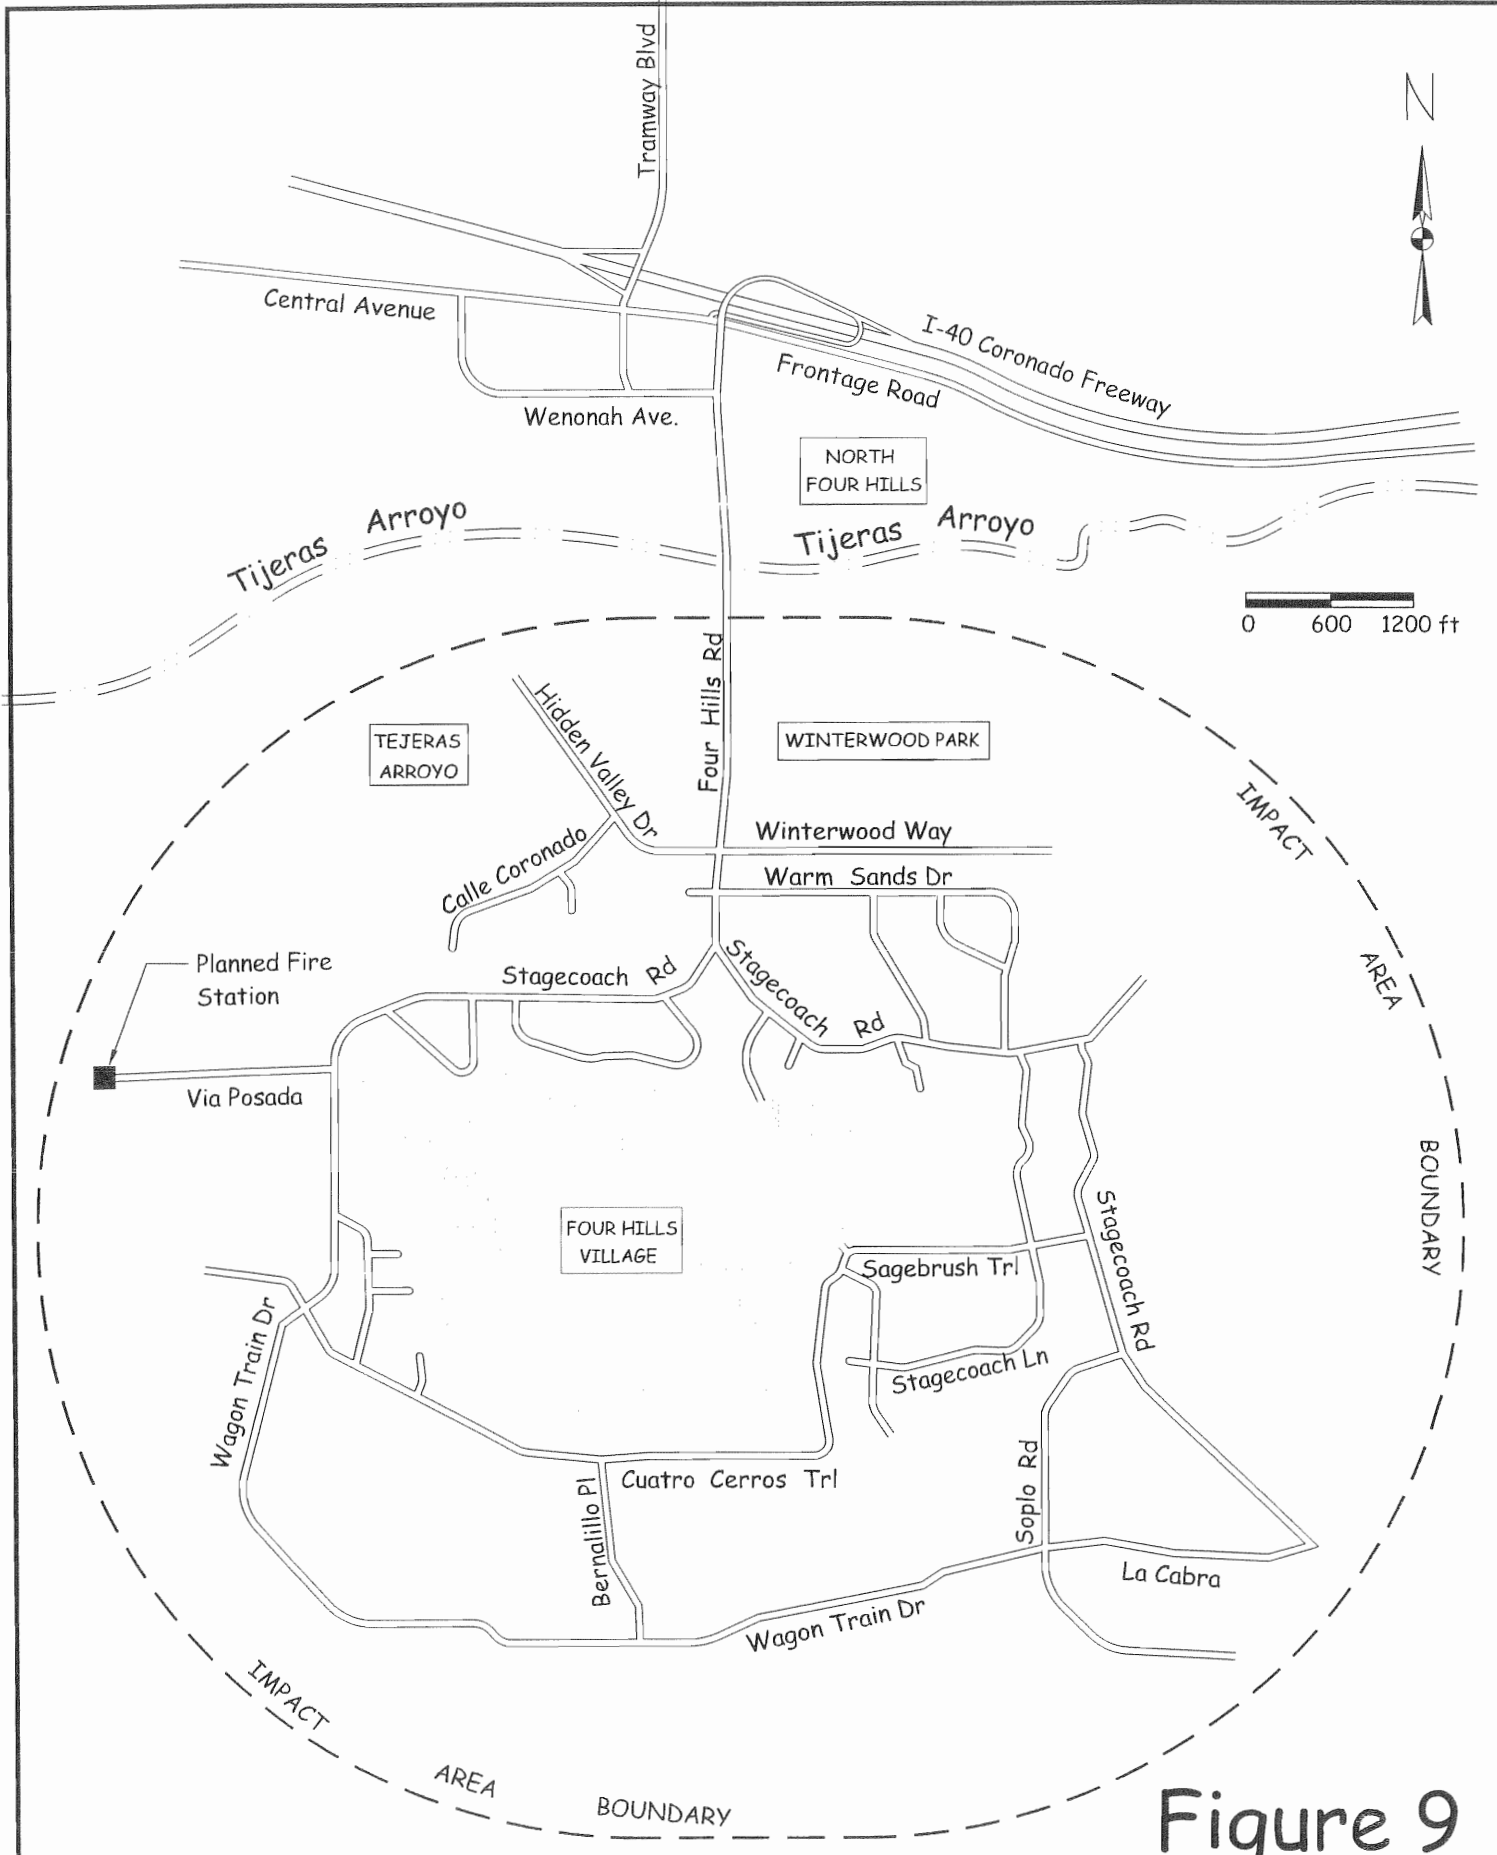 Tramway Blvd
N
Central Avenue
I-40 Coronado Freeway
Frontage Road
Wenonah Ave.
NORTH
FOUR HILLS
Tijeras Arroyo
Tijeras Arroyo
0 600 1200 ft
Four Hills Rd
Hidden Valley Dr
TEJERAS
ARROYO
WINTERWOOD PARK
IMPACT
AREA
BOUNDARY
Winterwood Way
Calle Coronado
Warm Sands Dr
Planned Fire
Station
Stagecoach Rd
Stagecoach Rd
Via Posada
Stagecoach Rd
FOUR HILLS
VILLAGE
Sagebrush Trl
Wagon Train Dr
Stagecoach Ln
Cuatro Cerros Trl
Soplo Rd
Bernalillo Pl
La Cabra
Wagon Train Dr
IMPACT
AREA
BOUNDARY
Figure 9